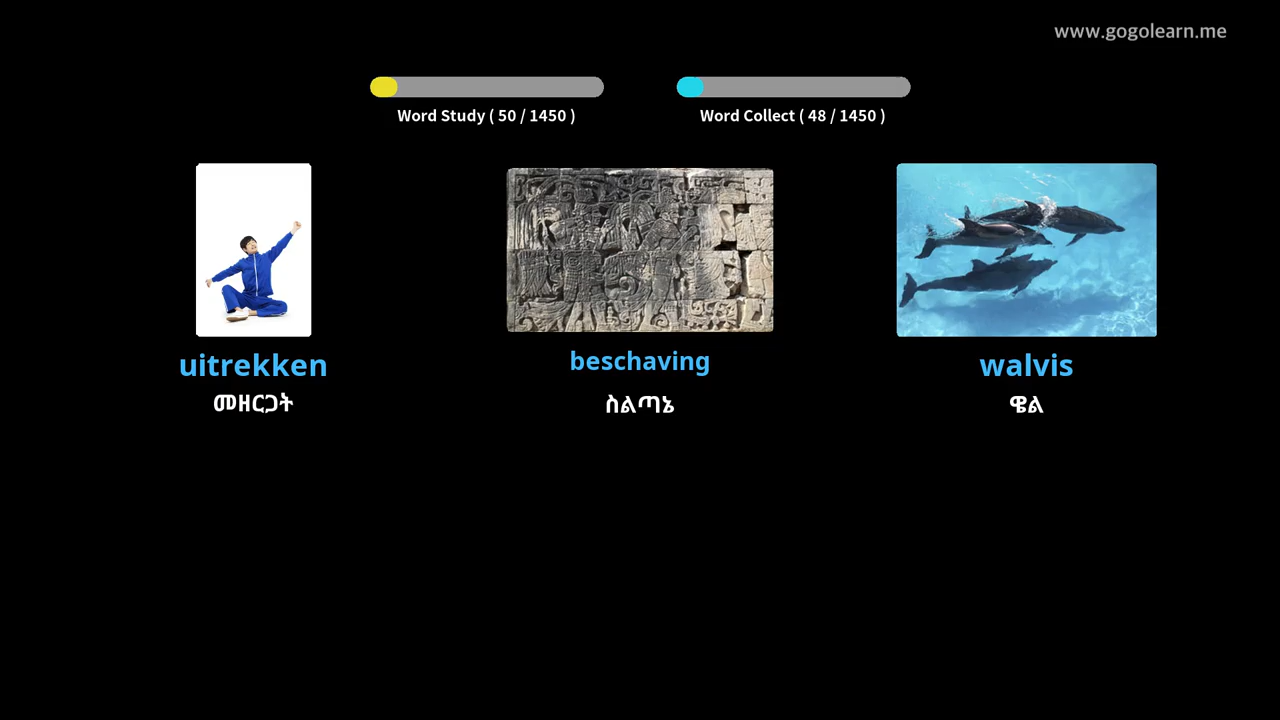 www.gogolearn.me
Word Study ( 50 / 1450 )
Word Collect ( 48 / 1450 )
uitrekken
beschaving
walvis
መዘርጋት
ስልጣኔ
ዌል